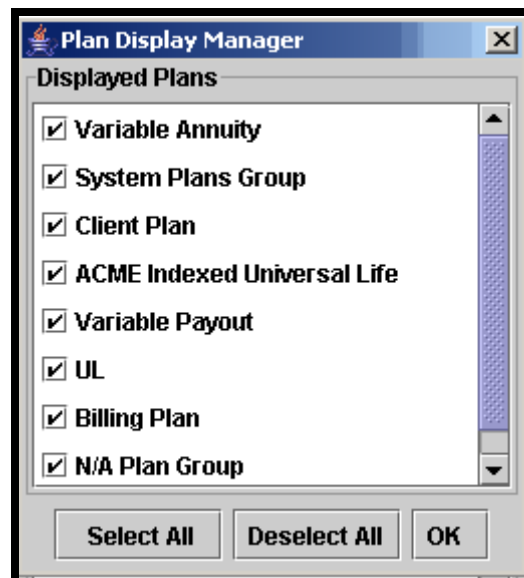 Plan Display Manager
Displayed Plans
Variable Annuity
System Plans Group
Client Plan
ACME Indexed Universal Life
Variable Payout
UL
Billing Plan
N/A Plan Group
Select All Deselect All OK